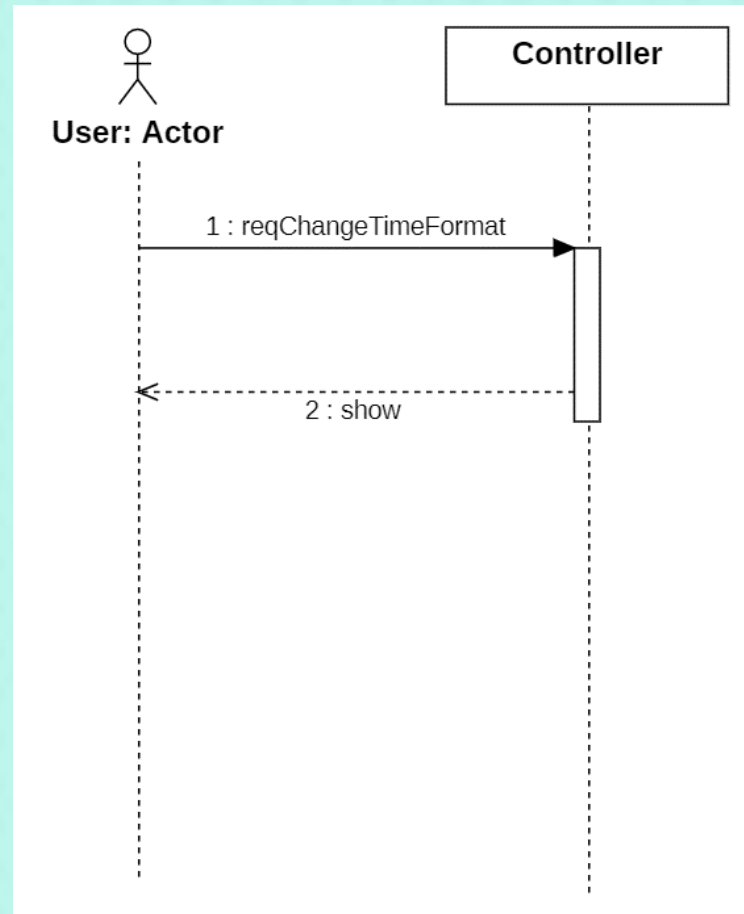 Controller
User: Actor
1 : reqChangeTimeFormat
2 : show